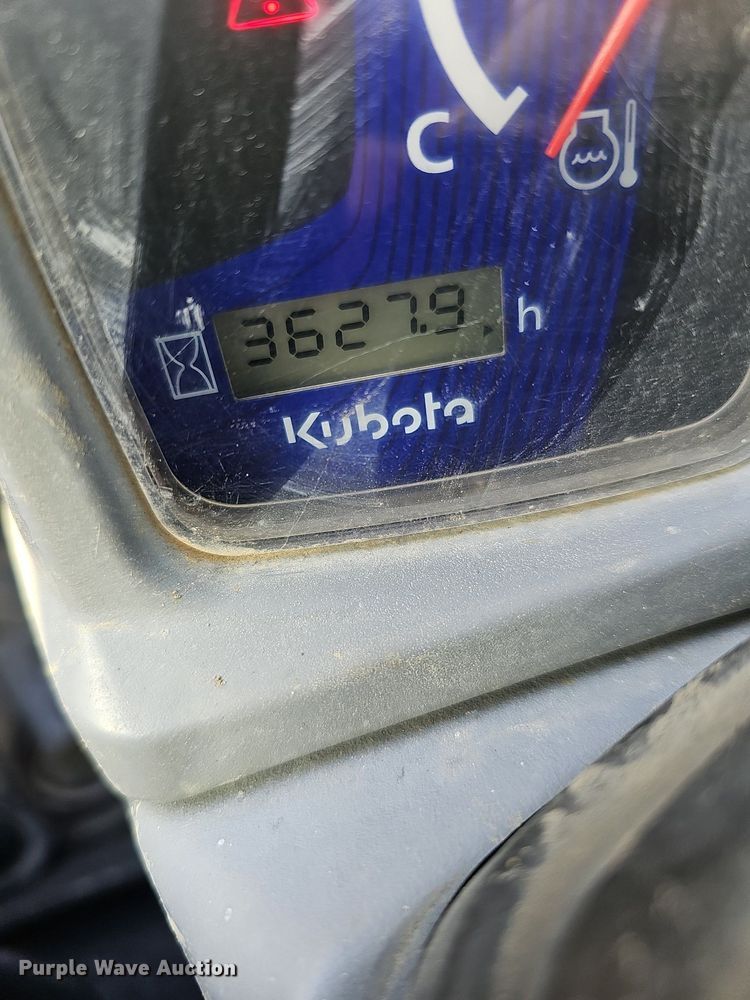 C
3627.9 h
Kubota
Purple Wave Auction